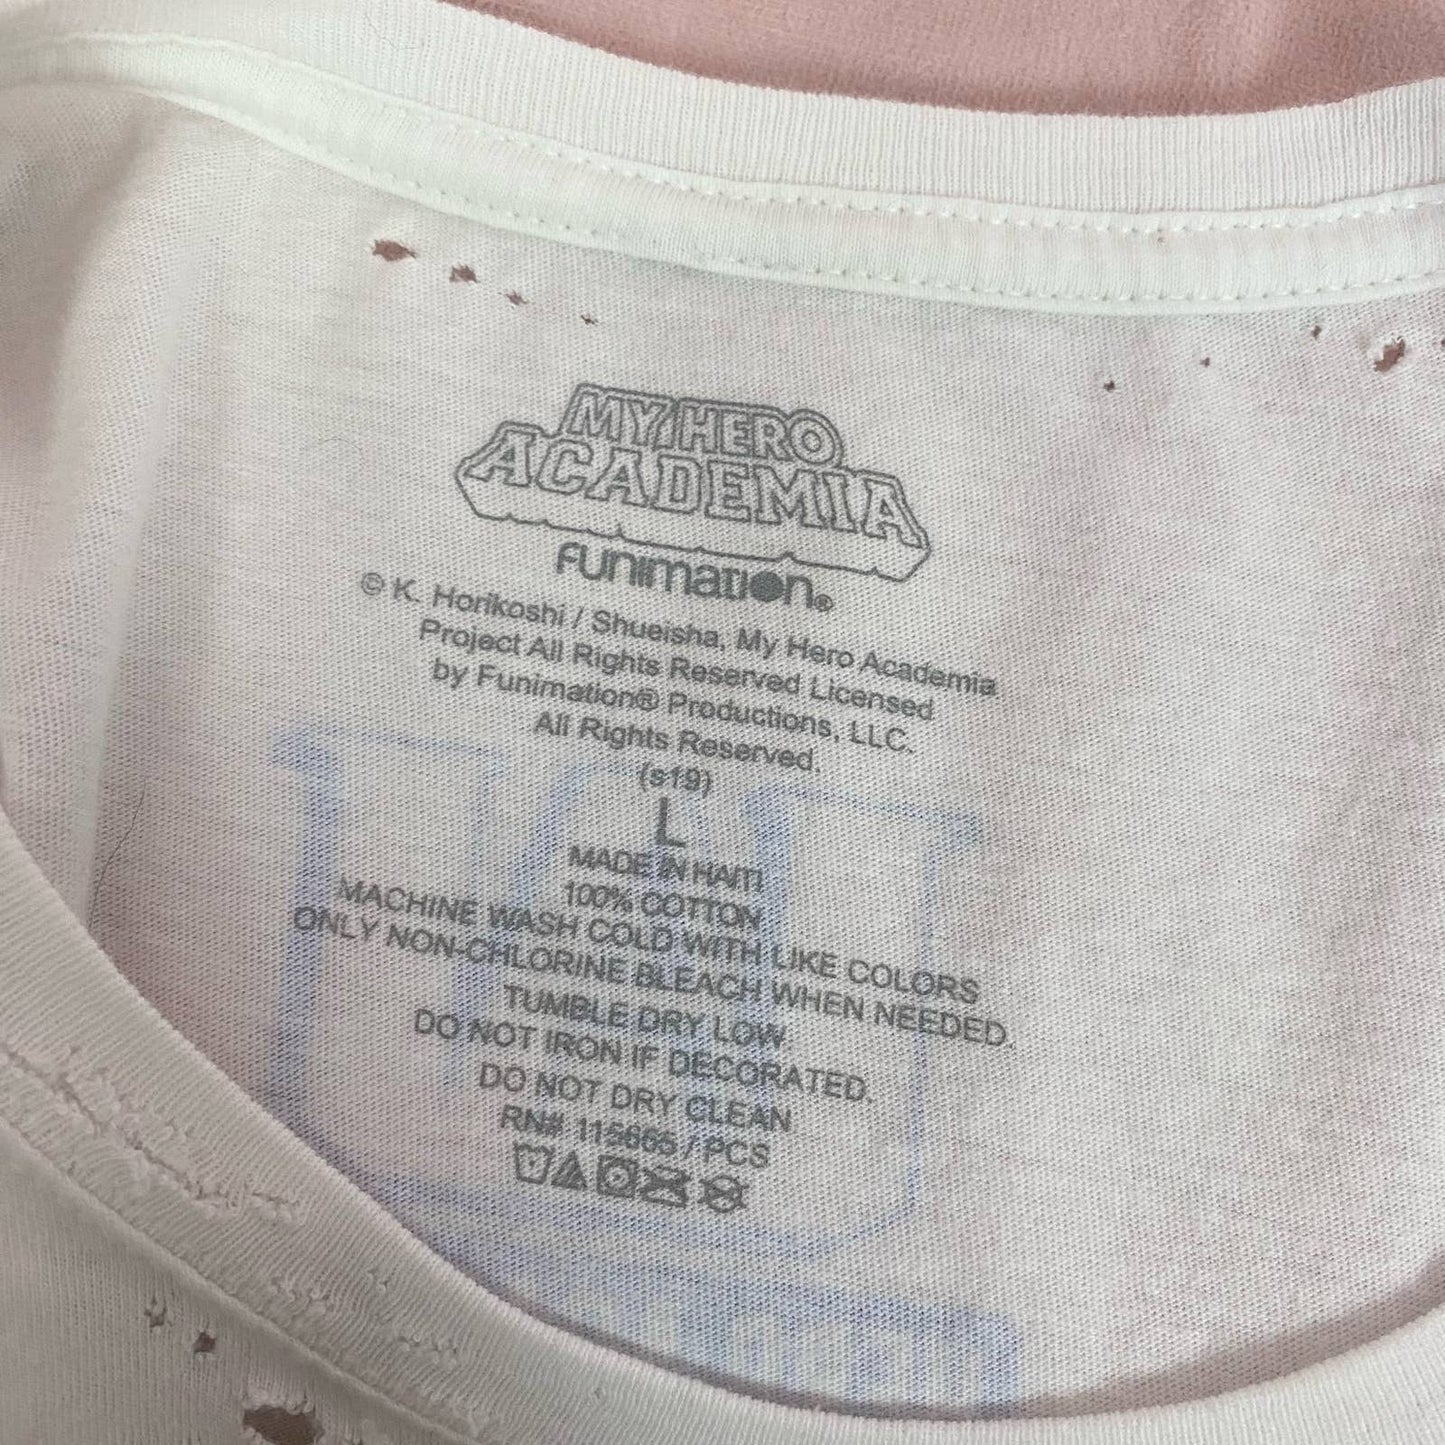 MY HERO
ACADEMIA
FUNIMATION®
© K. Horikoshi / Shueisha, My Hero Academia
Project All Rights Reserved Licensed
by Funimation® Productions, LLC.
All Rights Reserved.
(s19)
L
MADE IN HAITI
100% COTTON
MACHINE WASH COLD WITH LIKE COLORS
ONLY NON-CHLORINE BLEACH WHEN NEEDED.
TUMBLE DRY LOW.
DO NOT IRON IF DECORATED.
DO NOT DRY CLEAN
RN# 115665 / PCS